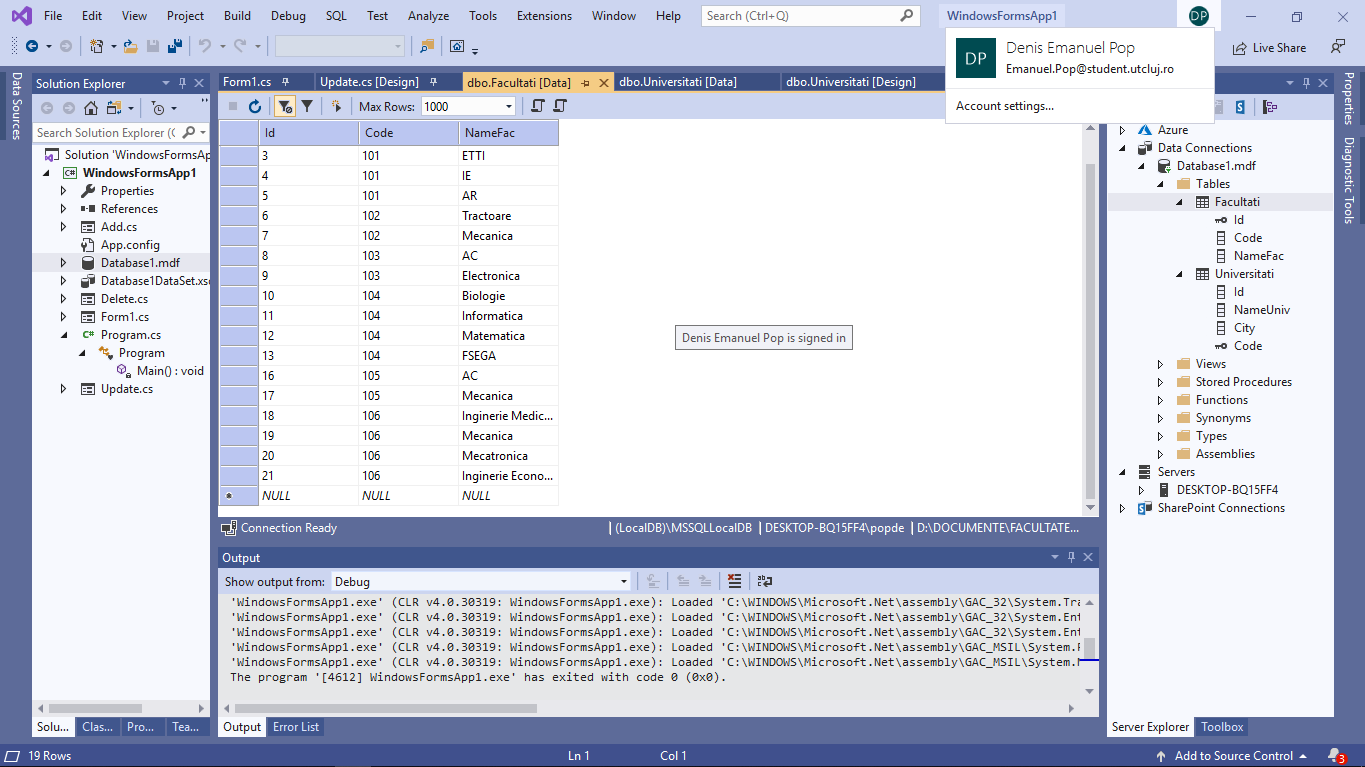 File Edit View Project Build Debug SQL Test Analyze Tools Extensions Window Help Search (Ctrl+Q) WindowsFormsApp1 DP
DP Denis Emanuel Pop
Emanuel.Pop@student.utcluj.ro
Account settings...
Live Share
Data Sources
Solution Explorer
Search Solution Explorer (C
Solution 'WindowsFormsAp
WindowsFormsApp1
Properties
References
Add.cs
App.config
Database1.mdf
Database1DataSet.xsd
Delete.cs
Form1.cs
Program.cs
Program
Main() : void
Update.cs
Solu... Clas... Pro... Tea...
Form1.cs Update.cs [Design] dbo.Facultati [Data] dbo.Universitati [Data] dbo.Universitati [Design]
Max Rows: 1000
Id Code NameFac
3 101 ETTI
4 101 IE
5 101 AR
6 102 Tractoare
7 102 Mecanica
8 103 AC
9 103 Electronica
10 104 Biologie
11 104 Informatica
12 104 Matematica
13 104 FSEGA
16 105 AC
17 105 Mecanica
18 106 Inginerie Medic...
19 106 Mecanica
20 106 Mecatronica
21 106 Inginerie Econo...
NULL NULL NULL
Denis Emanuel Pop is signed in
Connection Ready | (LocalDB)\MSSQLLocalDB | DESKTOP-BQ15FF4\popde | D:\DOCUMENTE\FACULTATE...
Output
Show output from: Debug
'WindowsFormsApp1.exe' (CLR v4.0.30319: WindowsFormsApp1.exe): Loaded 'C:\WINDOWS\Microsoft.Net\assembly\GAC_32\System.Tra
'WindowsFormsApp1.exe' (CLR v4.0.30319: WindowsFormsApp1.exe): Loaded 'C:\WINDOWS\Microsoft.Net\assembly\GAC_32\System.Ent
'WindowsFormsApp1.exe' (CLR v4.0.30319: WindowsFormsApp1.exe): Loaded 'C:\WINDOWS\Microsoft.Net\assembly\GAC_32\System.Ent
'WindowsFormsApp1.exe' (CLR v4.0.30319: WindowsFormsApp1.exe): Loaded 'C:\WINDOWS\Microsoft.Net\assembly\GAC_MSIL\System.
'WindowsFormsApp1.exe' (CLR v4.0.30319: WindowsFormsApp1.exe): Loaded 'C:\WINDOWS\Microsoft.Net\assembly\GAC_MSIL\System.
The program '[4612] WindowsFormsApp1.exe' has exited with code 0 (0x0).
Output Error List
Azure
Data Connections
Database1.mdf
Tables
Facultati
Id
Code
NameFac
Universitati
Id
NameUniv
City
Code
Views
Stored Procedures
Functions
Synonyms
Types
Assemblies
Servers
DESKTOP-BQ15FF4
SharePoint Connections
Server Explorer Toolbox
Properties
Diagnostic Tools
19 Rows Ln 1 Col 1 Add to Source Control 3